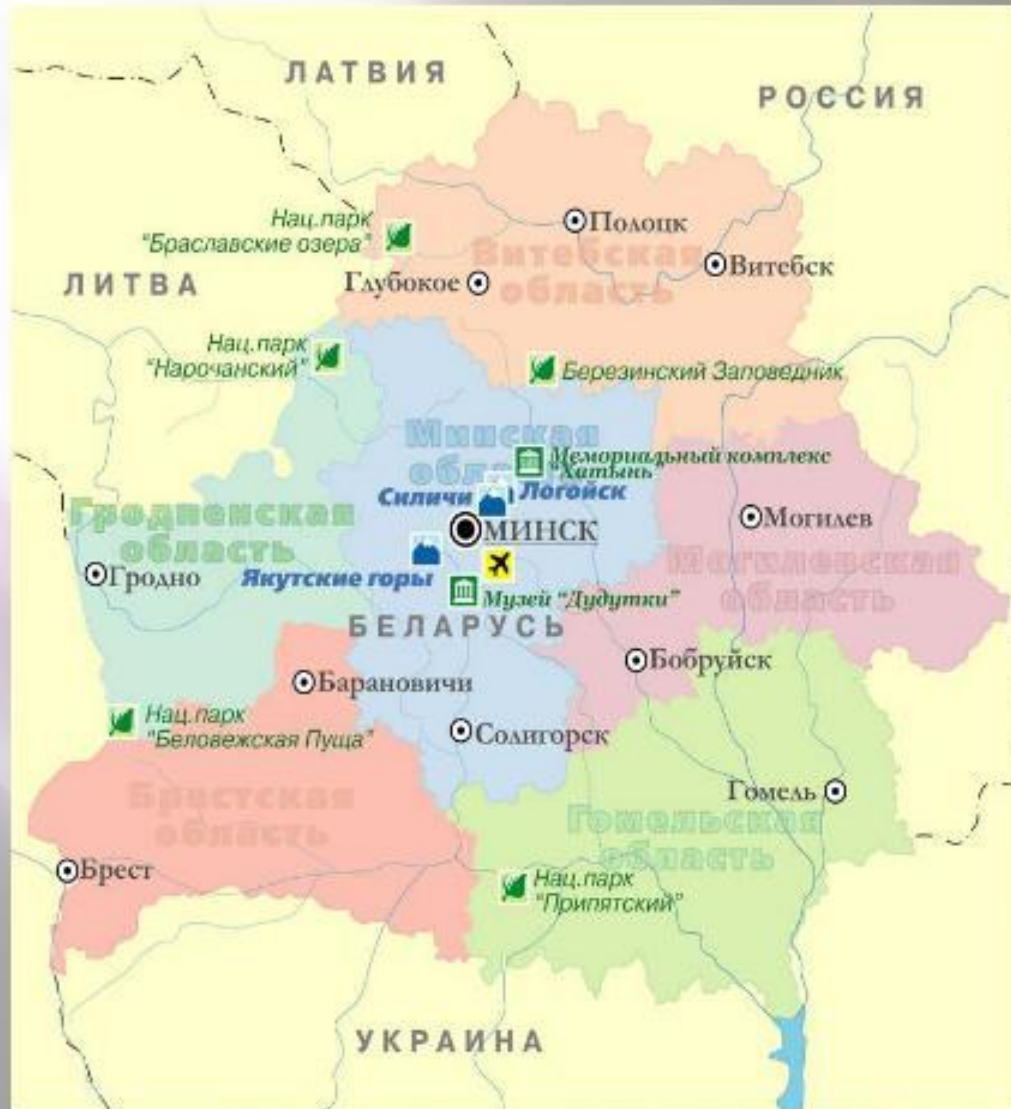 ЛАТВИЯ
РОССИЯ
Нац.парк
"Браславские озера"
Полоцк
Витебская
область
Витебск
ЛИТВА
Глубокое
Нац.парк
"Нарочанский"
Березинский Заповедник
Минская
область
Мемориальный комплекс
"Хатынь"
Силичи
Логойск
Гродненская
область
МИНСК
Могилев
Могилевская
область
Гродно
Якутские горы
Музей "Дудутки"
БЕЛАРУСЬ
Бобруйск
Барановичи
Нац.парк
"Беловежская Пуща"
Солигорск
Гомель
Брестская
область
Гомельская
область
Брест
Нац.парк
"Припятский"
УКРАИНА